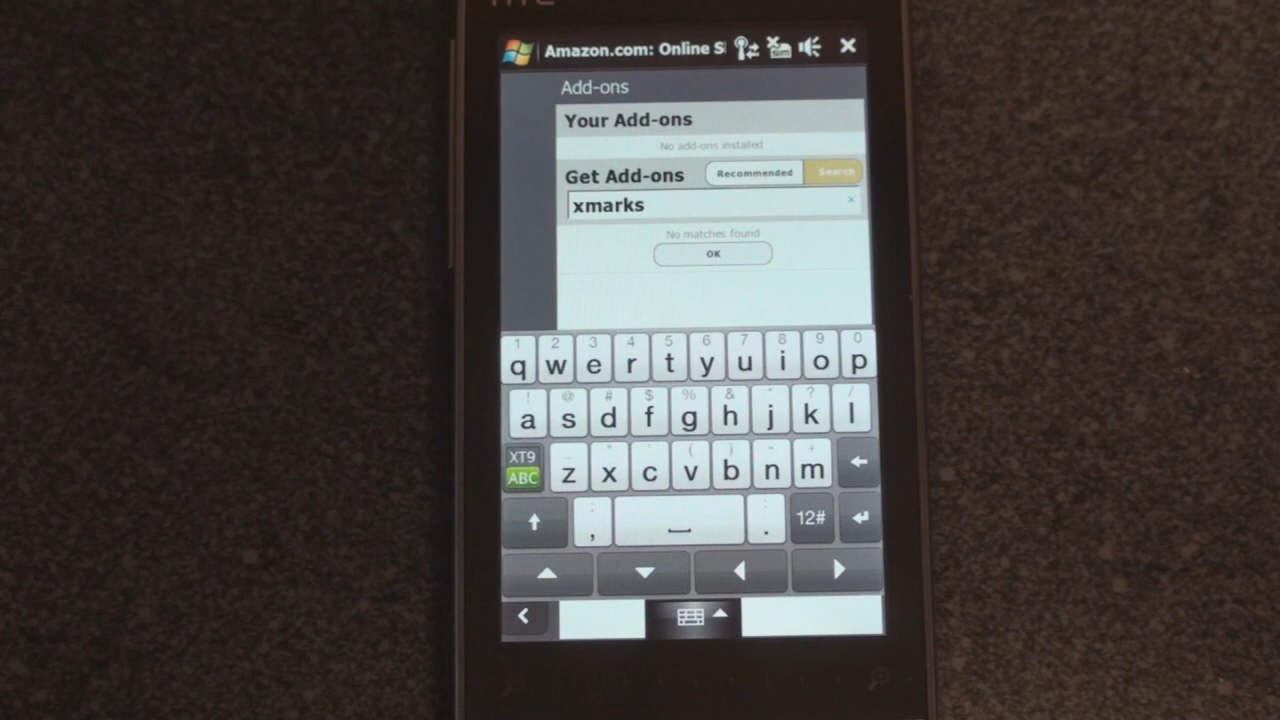 HTC
Amazon.com: Online S
Add-ons
Your Add-ons
No add-ons installed
Get Add-ons Recommended Search
xmarks ×
No matches found
OK
1 2 3 4 5 6 7 8 9 0
q w e r t y u i o p
! @ # $ % & ? /
a s d f g h j k l
XT9 ( ) - +
ABC z x c v b n m
, . 12#